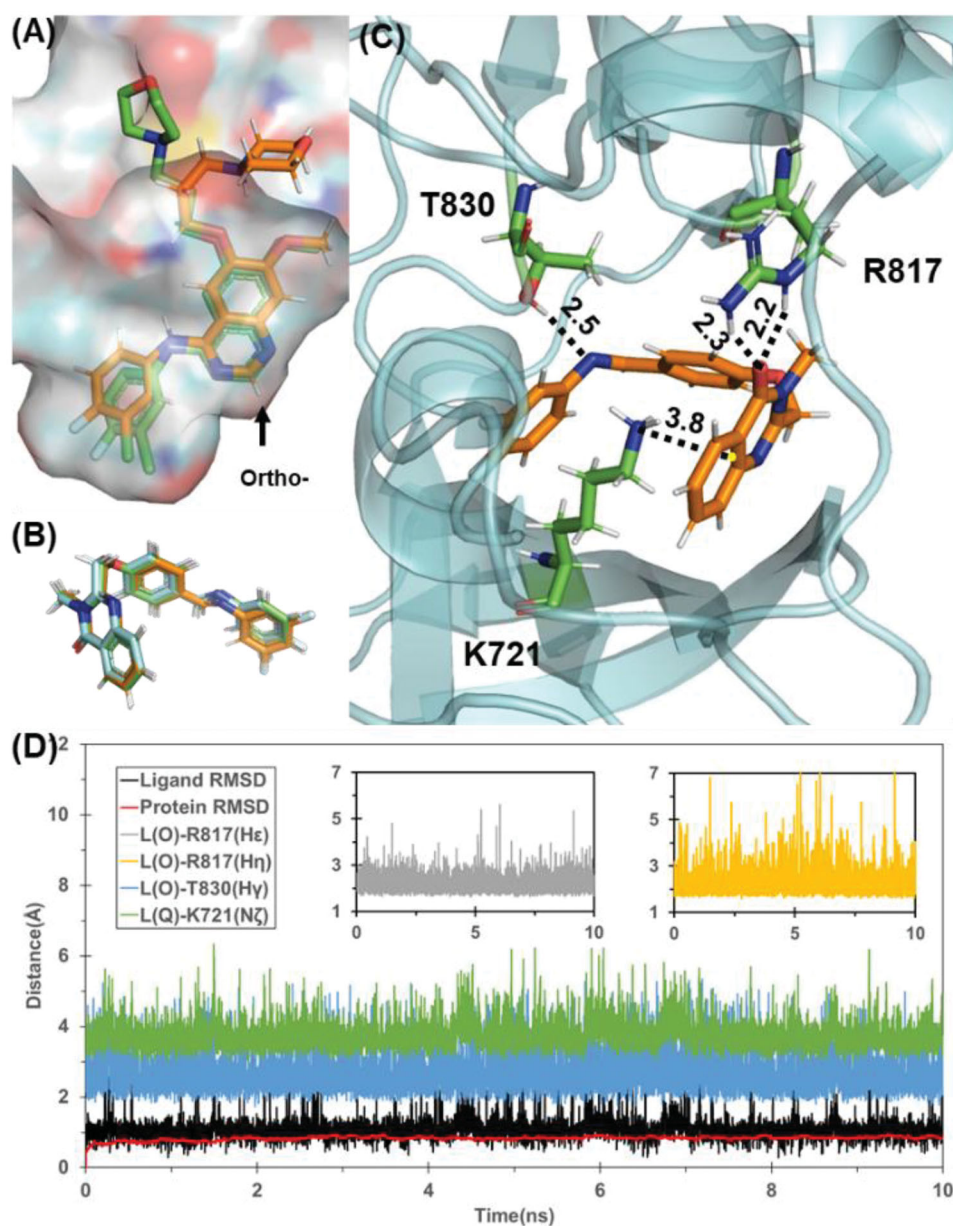 (A)
Ortho-
(B)
(C)
T830
R817
2.5
2.3
2.2
3.8
K721
(D)
Distance(Å)
12
10
8
6
4
2
0
Ligand RMSD
Protein RMSD
L(O)-R817(Hε)
L(O)-R817(Hη)
L(O)-T830(Hγ)
L(Q)-K721(Nζ)
7
5
3
1
0 5 10
7
5
3
1
0 5 10
0 2 4 6 8 10
Time(ns)